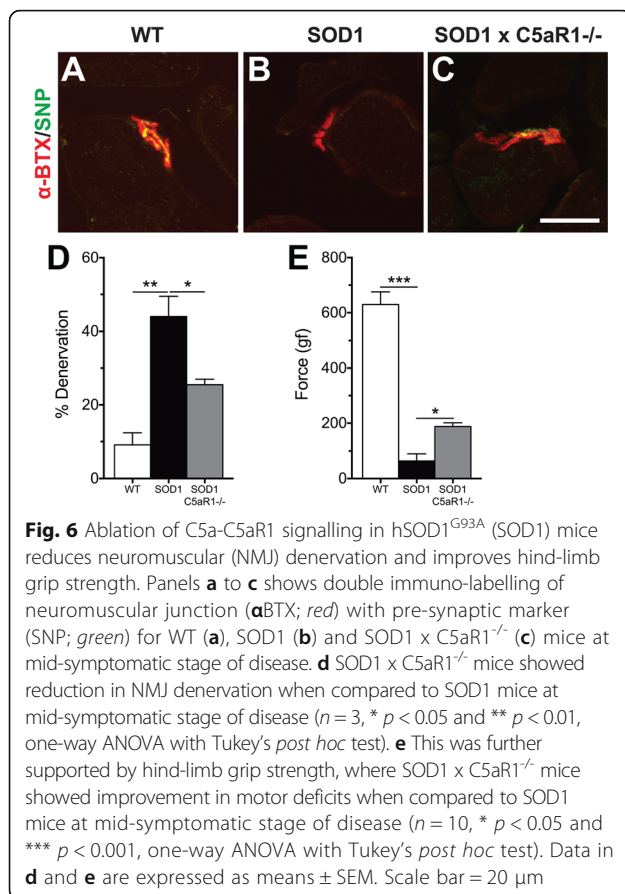 WT SOD1 SOD1 x C5aR1-/-
α-BTX/SNP
A B C
D E
60
40
20
0
% Denervation
** *
WT SOD1 SOD1
C5aR1-/-
800
600
400
200
0
Force (gf)
***
*
WT SOD1 SOD1
C5aR1-/-
Fig. 6 Ablation of C5a-C5aR1 signalling in hSOD1G93A (SOD1) mice
reduces neuromuscular (NMJ) denervation and improves hind-limb
grip strength. Panels a to c shows double immuno-labelling of
neuromuscular junction (αBTX; red) with pre-synaptic marker
(SNP; green) for WT (a), SOD1 (b) and SOD1 x C5aR1-/- (c) mice at
mid-symptomatic stage of disease. d SOD1 x C5aR1-/- mice showed
reduction in NMJ denervation when compared to SOD1 mice at
mid-symptomatic stage of disease (n = 3, * p < 0.05 and ** p < 0.01,
one-way ANOVA with Tukey's post hoc test). e This was further
supported by hind-limb grip strength, where SOD1 x C5aR1-/- mice
showed improvement in motor deficits when compared to SOD1
mice at mid-symptomatic stage of disease (n = 10, * p < 0.05 and
*** p < 0.001, one-way ANOVA with Tukey's post hoc test). Data in
d and e are expressed as means ± SEM. Scale bar = 20 μm